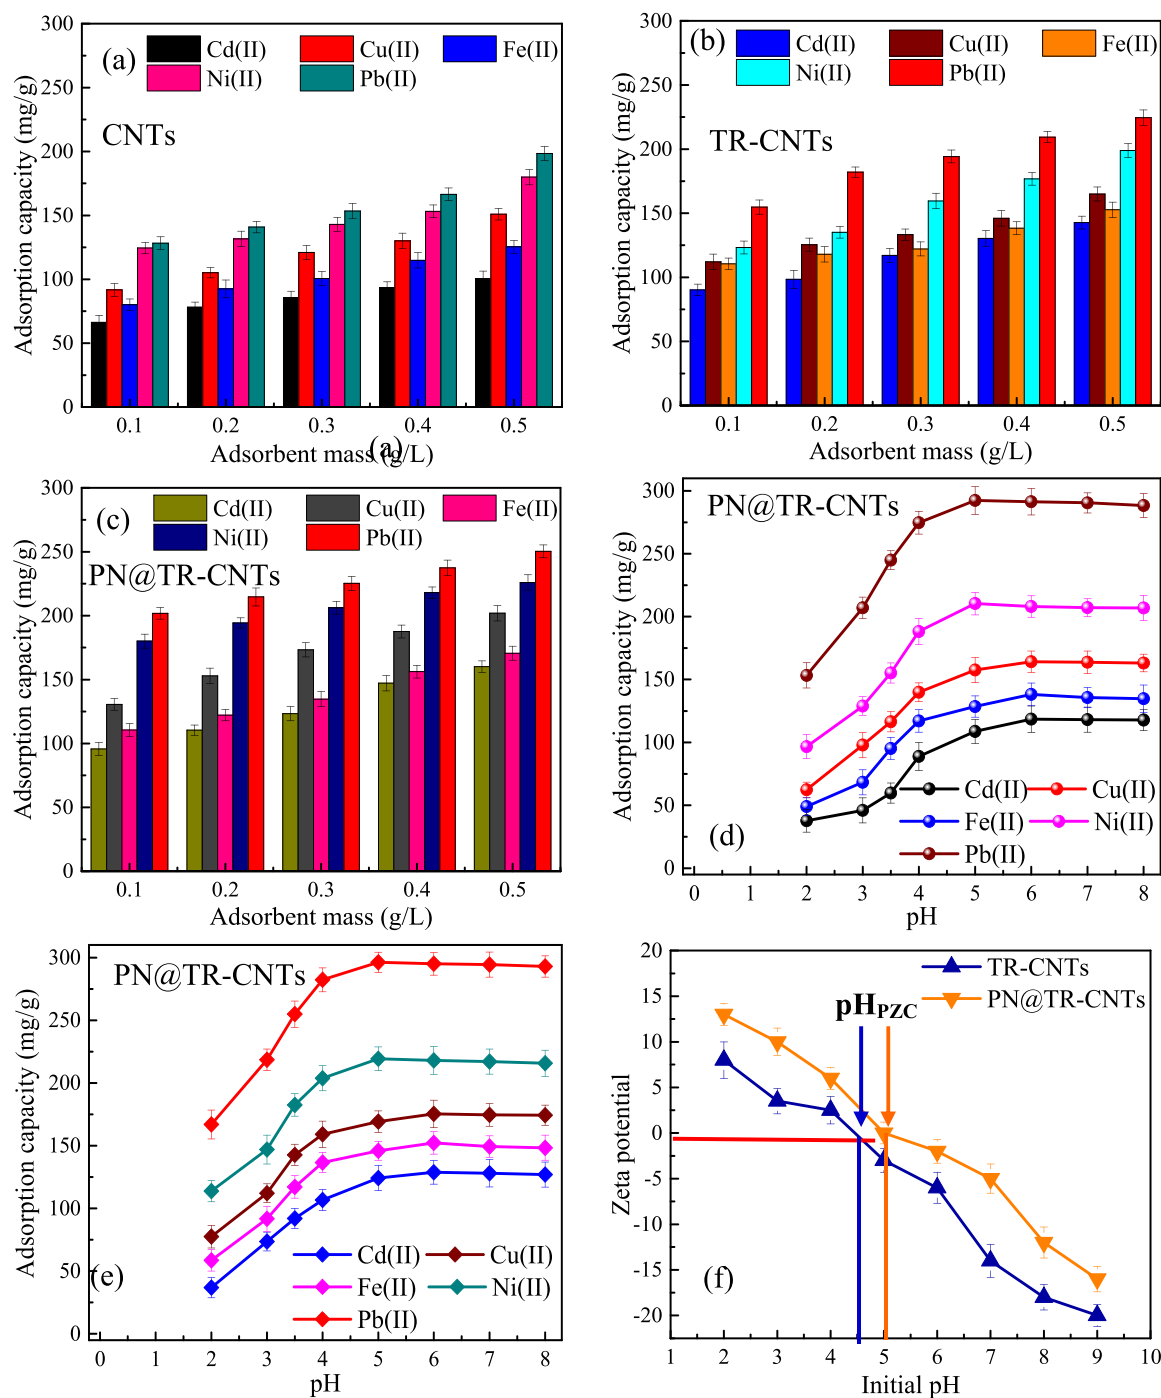 300
250
200
150
100
50
0
Adsorption capacity (mg/g)
(a)
Cd(II) Cu(II) Fe(II)
Ni(II) Pb(II)
CNTs
0.1 0.2 0.3 0.4 0.5
Adsorbent mass (g/L)
(a)
300
250
200
150
100
50
0
Adsorption capacity (mg/g)
(b)
Cd(II) Cu(II) Fe(II)
Ni(II) Pb(II)
TR-CNTs
0.1 0.2 0.3 0.4 0.5
Adsorbent mass (g/L)
300
250
200
150
100
50
0
Adsorption capacity (mg/g)
(c)
Cd(II) Cu(II) Fe(II)
Ni(II) Pb(II)
PN@TR-CNTs
0.1 0.2 0.3 0.4 0.5
Adsorbent mass (g/L)
300
250
200
150
100
50
0
Adsorption capacity (mg/g)
PN@TR-CNTs
Cd(II) Cu(II)
Fe(II) Ni(II)
Pb(II)
(d)
0 1 2 3 4 5 6 7 8
pH
300
250
200
150
100
50
0
Adsorption capacity (mg/g)
PN@TR-CNTs
Cd(II) Cu(II)
Fe(II) Ni(II)
Pb(II)
(e)
0 1 2 3 4 5 6 7 8
pH
20
15
10
5
0
-5
-10
-15
-20
Zeta potential
TR-CNTs
PN@TR-CNTs
pHPZC
(f)
1 2 3 4 5 6 7 8 9 10
Initial pH